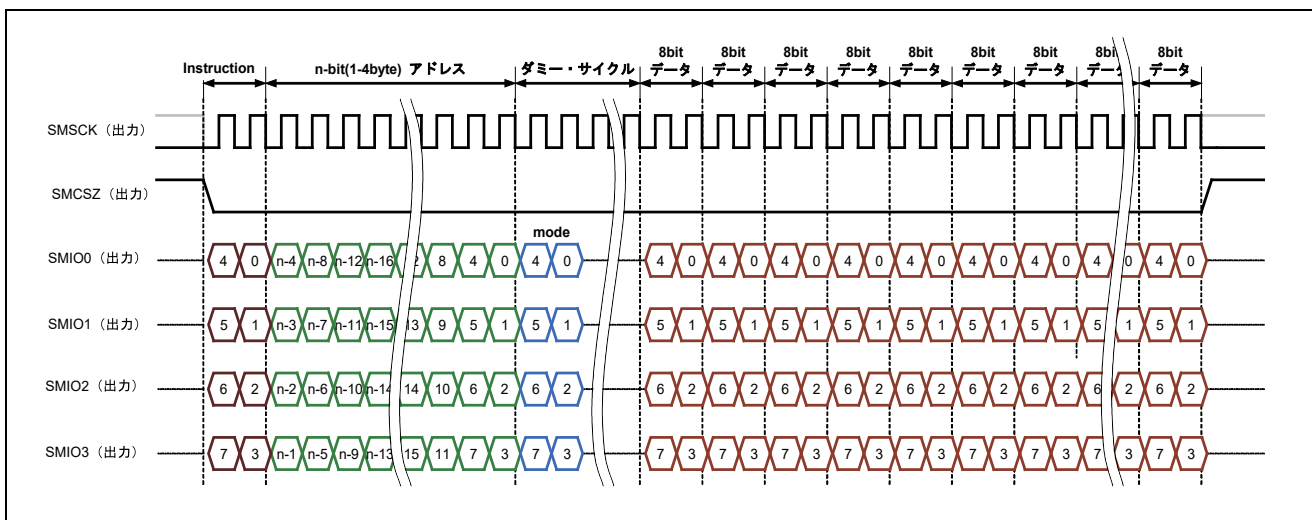 8bit 8bit 8bit 8bit 8bit 8bit 8bit 8bit 8bit
Instruction n-bit(1-4byte) アドレス ダミー・サイクル データ データ データ データ データ データ データ データ データ
SMSCK（出力）
SMCSZ（出力）
mode
SMIO0（出力） 4 0 n-4 n-8 n-12 n-16 8 4 0 4 0 4 0 4 0 4 0 4 0 4 0 4 0 4 0 4 0 4 0
SMIO1（出力） 5 1 n-3 n-7 n-11 n-15 13 9 5 1 5 1 5 1 5 1 5 1 5 1 5 1 5 1 5 1 5 1 5 1
SMIO2（出力） 6 2 n-2 n-6 n-10 n-14 14 10 6 2 6 2 6 2 6 2 6 2 6 2 6 2 6 2 6 2 6 2 6 2
SMIO3（出力） 7 3 n-1 n-5 n-9 n-13 15 11 7 3 7 3 7 3 7 3 7 3 7 3 7 3 7 3 7 3 7 3 7 3